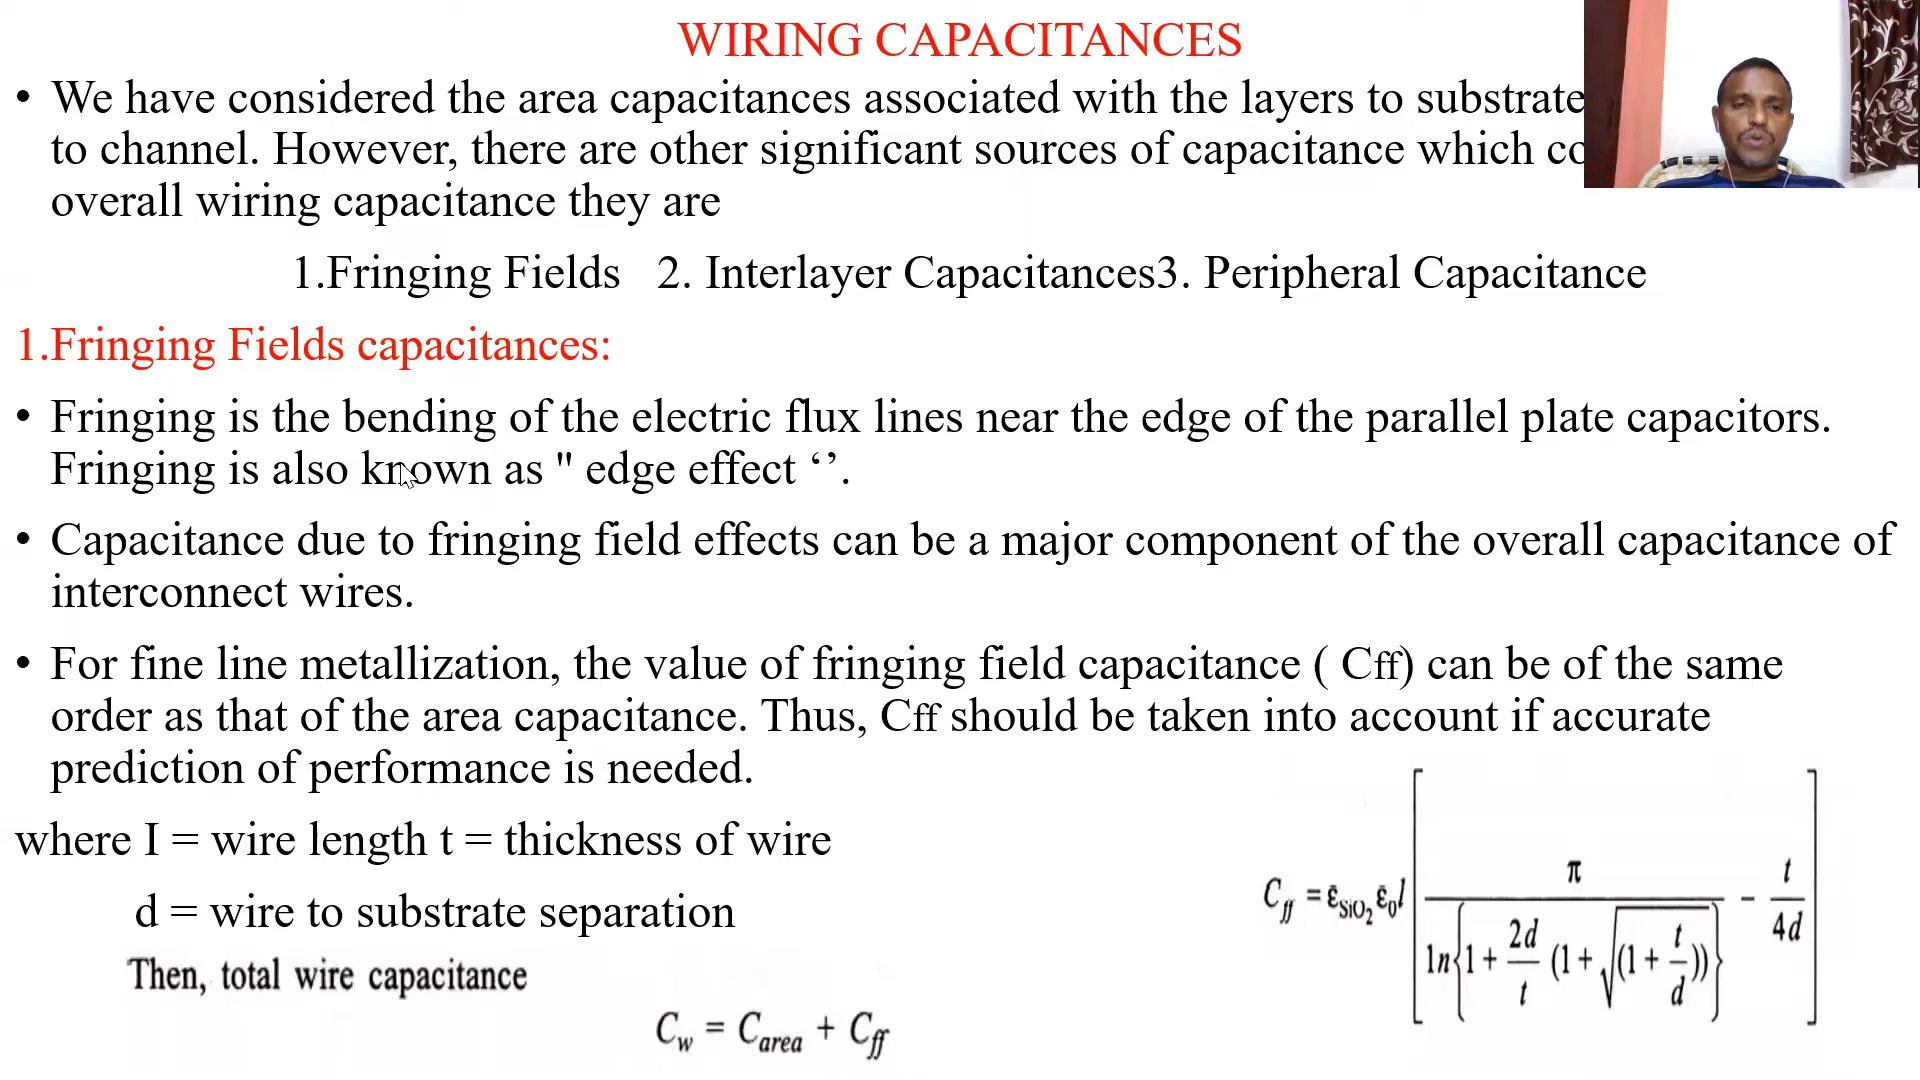 WIRING CAPACITANCES
• We have considered the area capacitances associated with the layers to substrate
to channel. However, there are other significant sources of capacitance which co
overall wiring capacitance they are
1.Fringing Fields 2. Interlayer Capacitances3. Peripheral Capacitance
1.Fringing Fields capacitances:
• Fringing is the bending of the electric flux lines near the edge of the parallel plate capacitors.
Fringing is also known as " edge effect ‘’.
• Capacitance due to fringing field effects can be a major component of the overall capacitance of
interconnect wires.
• For fine line metallization, the value of fringing field capacitance ( Cff) can be of the same
order as that of the area capacitance. Thus, Cff should be taken into account if accurate
prediction of performance is needed.
where I = wire length t = thickness of wire
d = wire to substrate separation
C_ff = ε_SiO₂ ε₀ l [ π / ln{1 + 2d/t (1 + √(1 + t/d))} − t/4d ]
Then, total wire capacitance
C_w = C_area + C_ff